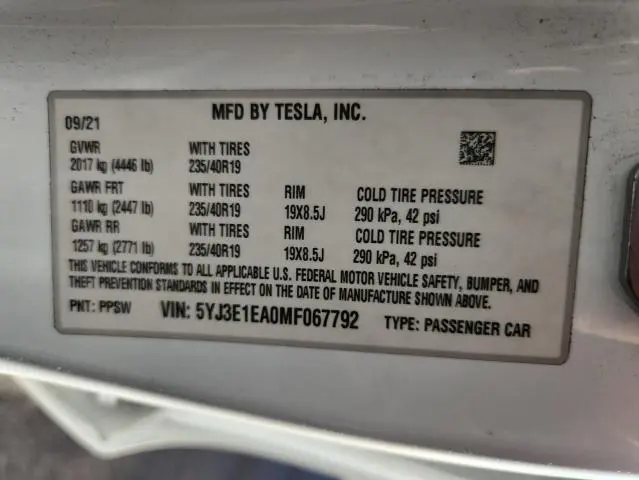 MFD BY TESLA, INC.
09/21
GVWR WITH TIRES
2017 kg (4446 lb) 235/40R19
GAWR FRT WITH TIRES RIM COLD TIRE PRESSURE
1110 kg (2447 lb) 235/40R19 19X8.5J 290 kPa, 42 psi
GAWR RR WITH TIRES RIM COLD TIRE PRESSURE
1257 kg (2771 lb) 235/40R19 19X8.5J 290 kPa, 42 psi
THIS VEHICLE CONFORMS TO ALL APPLICABLE U.S. FEDERAL MOTOR VEHICLE SAFETY, BUMPER, AND
THEFT PREVENTION STANDARDS IN EFFECT ON THE DATE OF MANUFACTURE SHOWN ABOVE.
PNT: PPSW VIN: 5YJ3E1EA0MF067792 TYPE: PASSENGER CAR